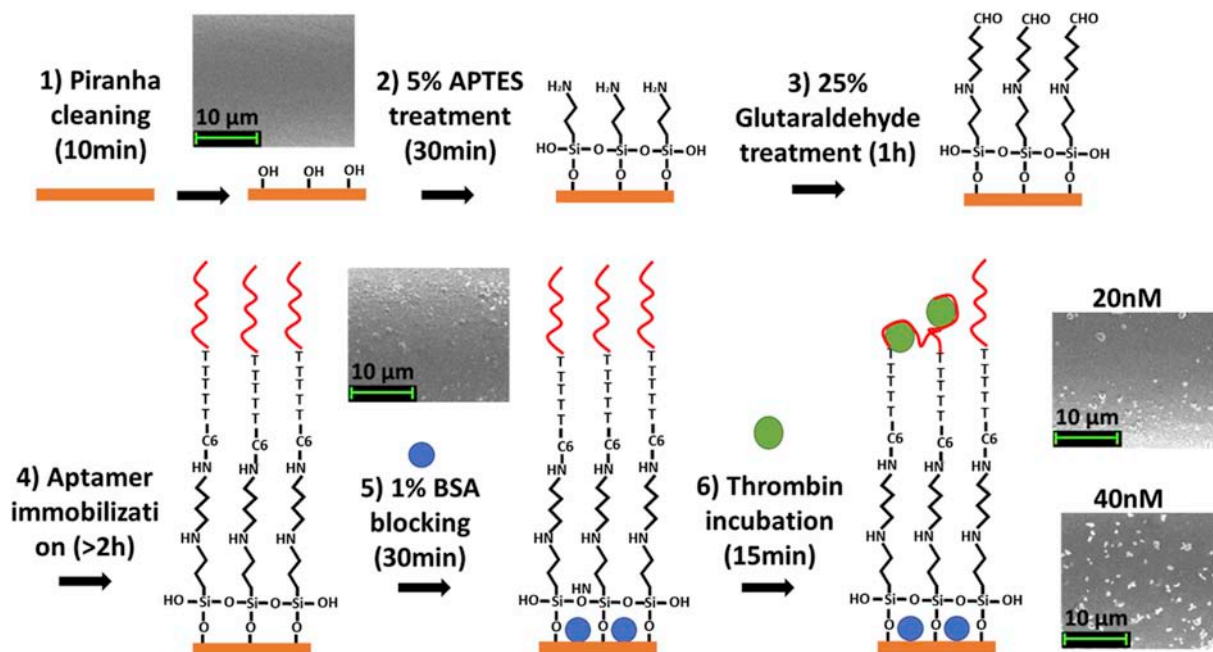 1) Piranha
cleaning
(10min)
10 μm
OH OH OH
2) 5% APTES
treatment
(30min)
H₂N H₂N H₂N
HO Si O Si O Si OH
O O O
3) 25%
Glutaraldehyde
treatment (1h)
CHO CHO CHO
HN HN HN
HO Si O Si O Si OH
O O O
4) Aptamer
immobilizati
on (>2h)
T T T
T T T
T T T
T T T
T T T
C6 C6 C6
HN HN HN
HN HN HN
HO Si O Si O Si OH
O O O
10 μm
5) 1% BSA
blocking
(30min)
T T T
T T T
T T T
T T T
T T T
C6 C6 C6
HN HN HN
HN HN HN
HN
HO Si O Si O Si OH
O O O
6) Thrombin
incubation
(15min)
T T T
T T T
T T T
T T T
T T T
C6 C6 C6
HN HN HN
HN HN HN
HO Si O Si O Si OH
O O O
20nM
10 μm
40nM
10 μm